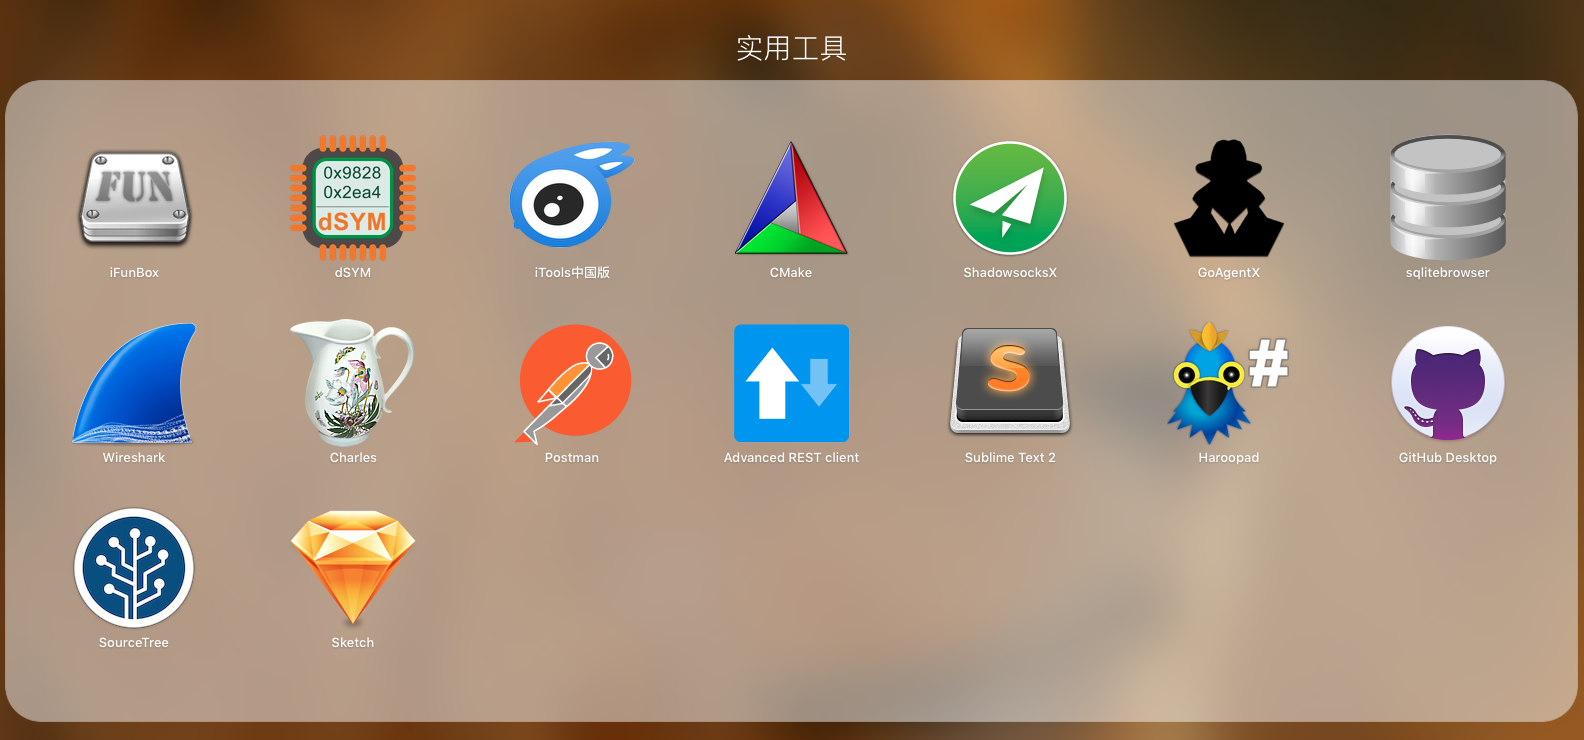 实用工具
FUN
0x9828
0x2ea4
dSYM
iFunBox
dSYM
iTools中国版
CMake
ShadowsocksX
GoAgentX
sqlitebrowser
S
#
Wireshark
Charles
Postman
Advanced REST client
Sublime Text 2
Haroopad
GitHub Desktop
SourceTree
Sketch